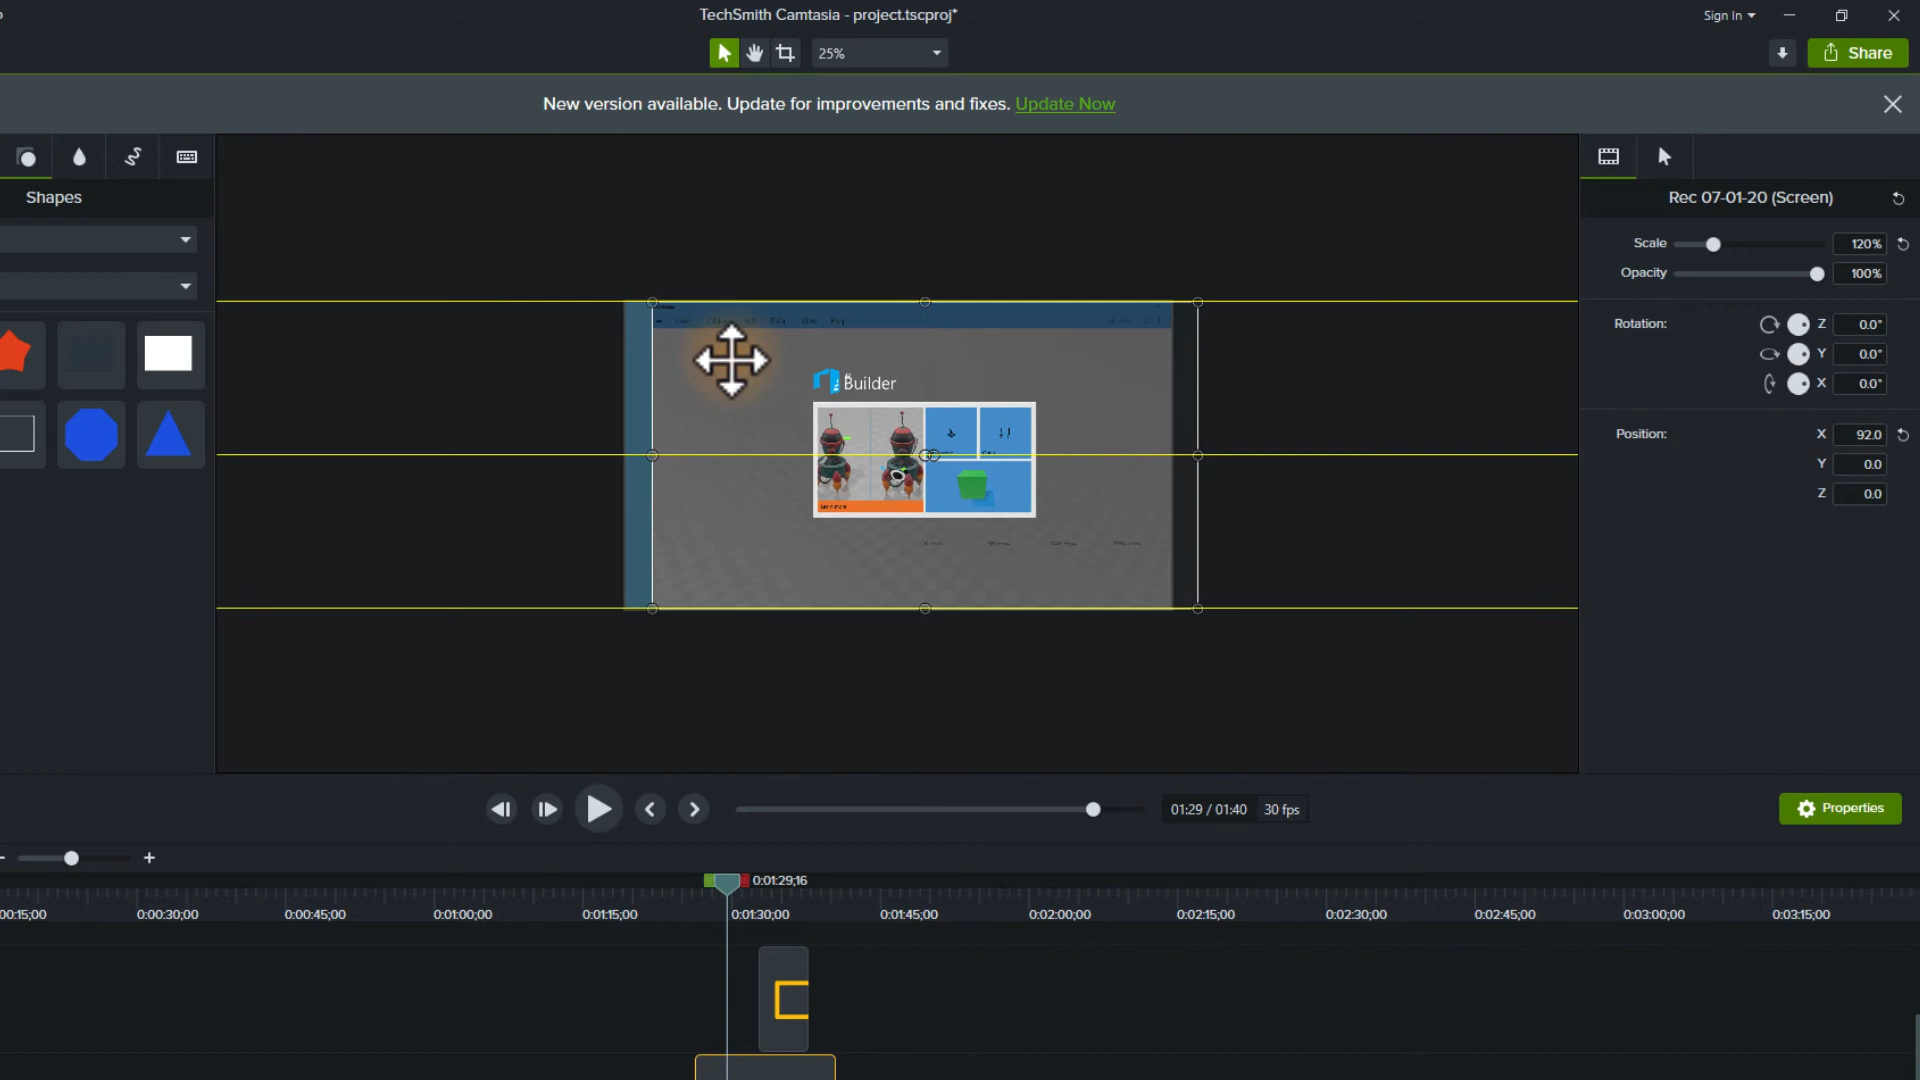 TechSmith Camtasia - project.tscproj*
Sign In
25%
Share
New version available. Update for improvements and fixes. Update Now
Shapes
Rec 07-01-20 (Screen)
Scale
120%
Opacity
100%
Rotation:
Z
0.0°
Y
0.0°
X
0.0°
Position:
X
92.0
Y
0.0
Z
0.0
View
Help
Builder
01:29 / 01:40
30 fps
Properties
- +
0:01:29;16
00:15;00
0:00:30;00
0:00:45;00
0:01:00;00
0:01:15;00
0:01:30;00
0:01:45;00
0:02:00;00
0:02:15;00
0:02:30;00
0:02:45;00
0:03:00;00
0:03:15;00